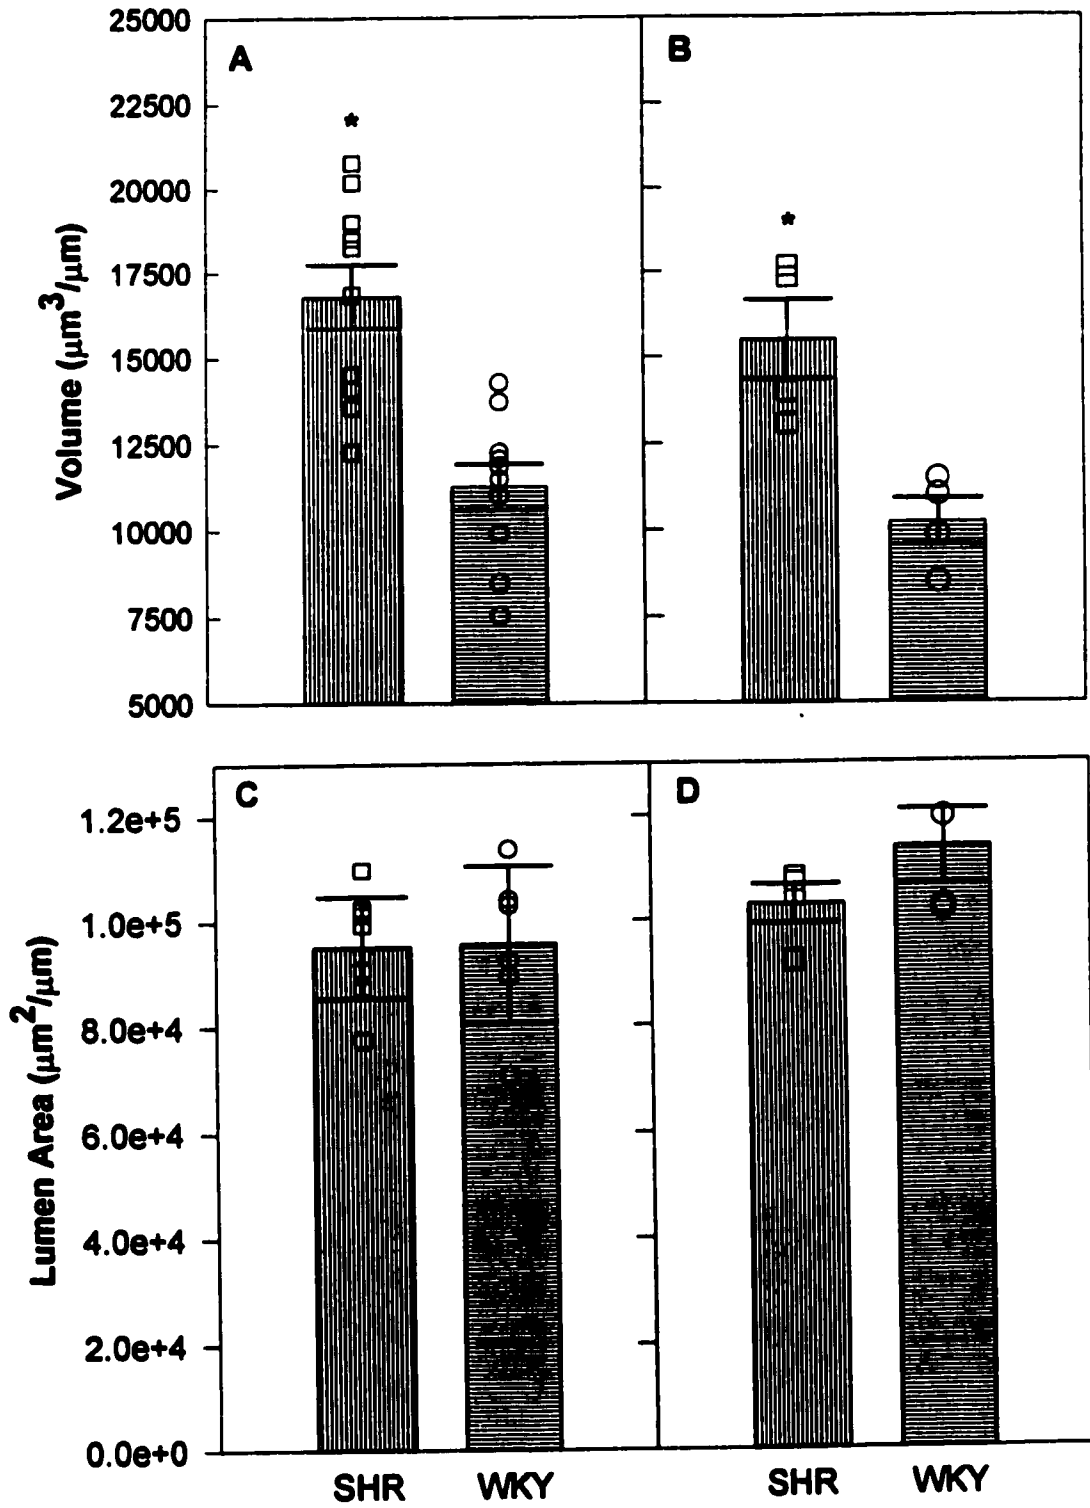 25000
22500
20000
17500
15000
12500
10000
7500
5000
Volume (μm³/μm)
A
*
B
*
1.2e+5
1.0e+5
8.0e+4
6.0e+4
4.0e+4
2.0e+4
0.0e+0
Lumen Area (μm²/μm)
C
D
SHR WKY SHR WKY